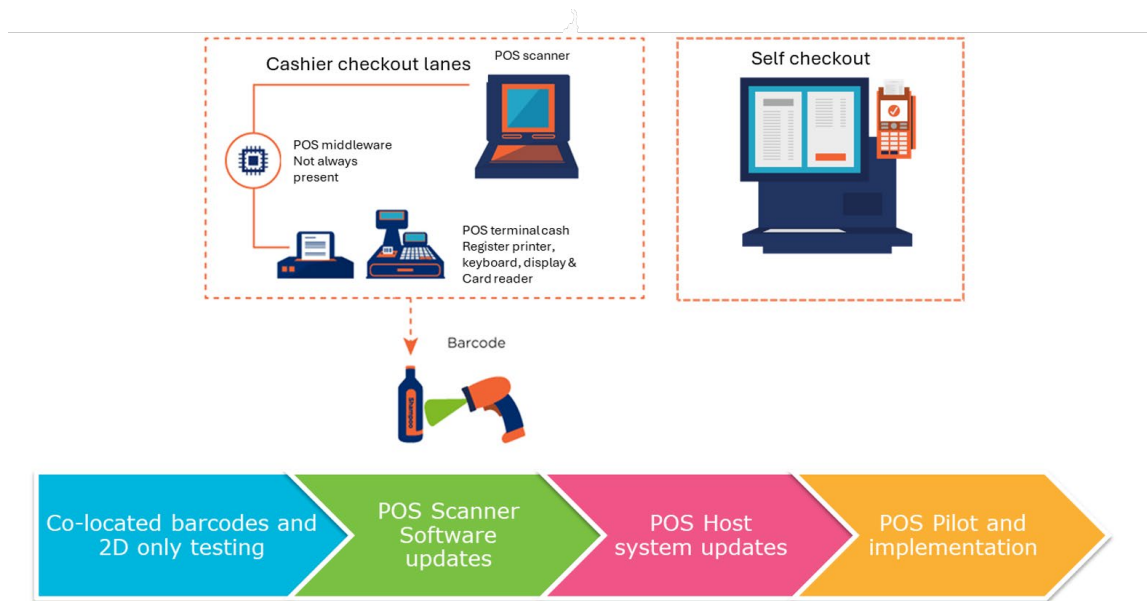 Cashier checkout lanes
POS scanner
POS middleware
Not always
present
POS terminal cash
Register printer,
keyboard, display &
Card reader
Self checkout
Barcode
Shampoo
Co-located barcodes and
2D only testing
POS Scanner
Software
updates
POS Host
system updates
POS Pilot and
implementation